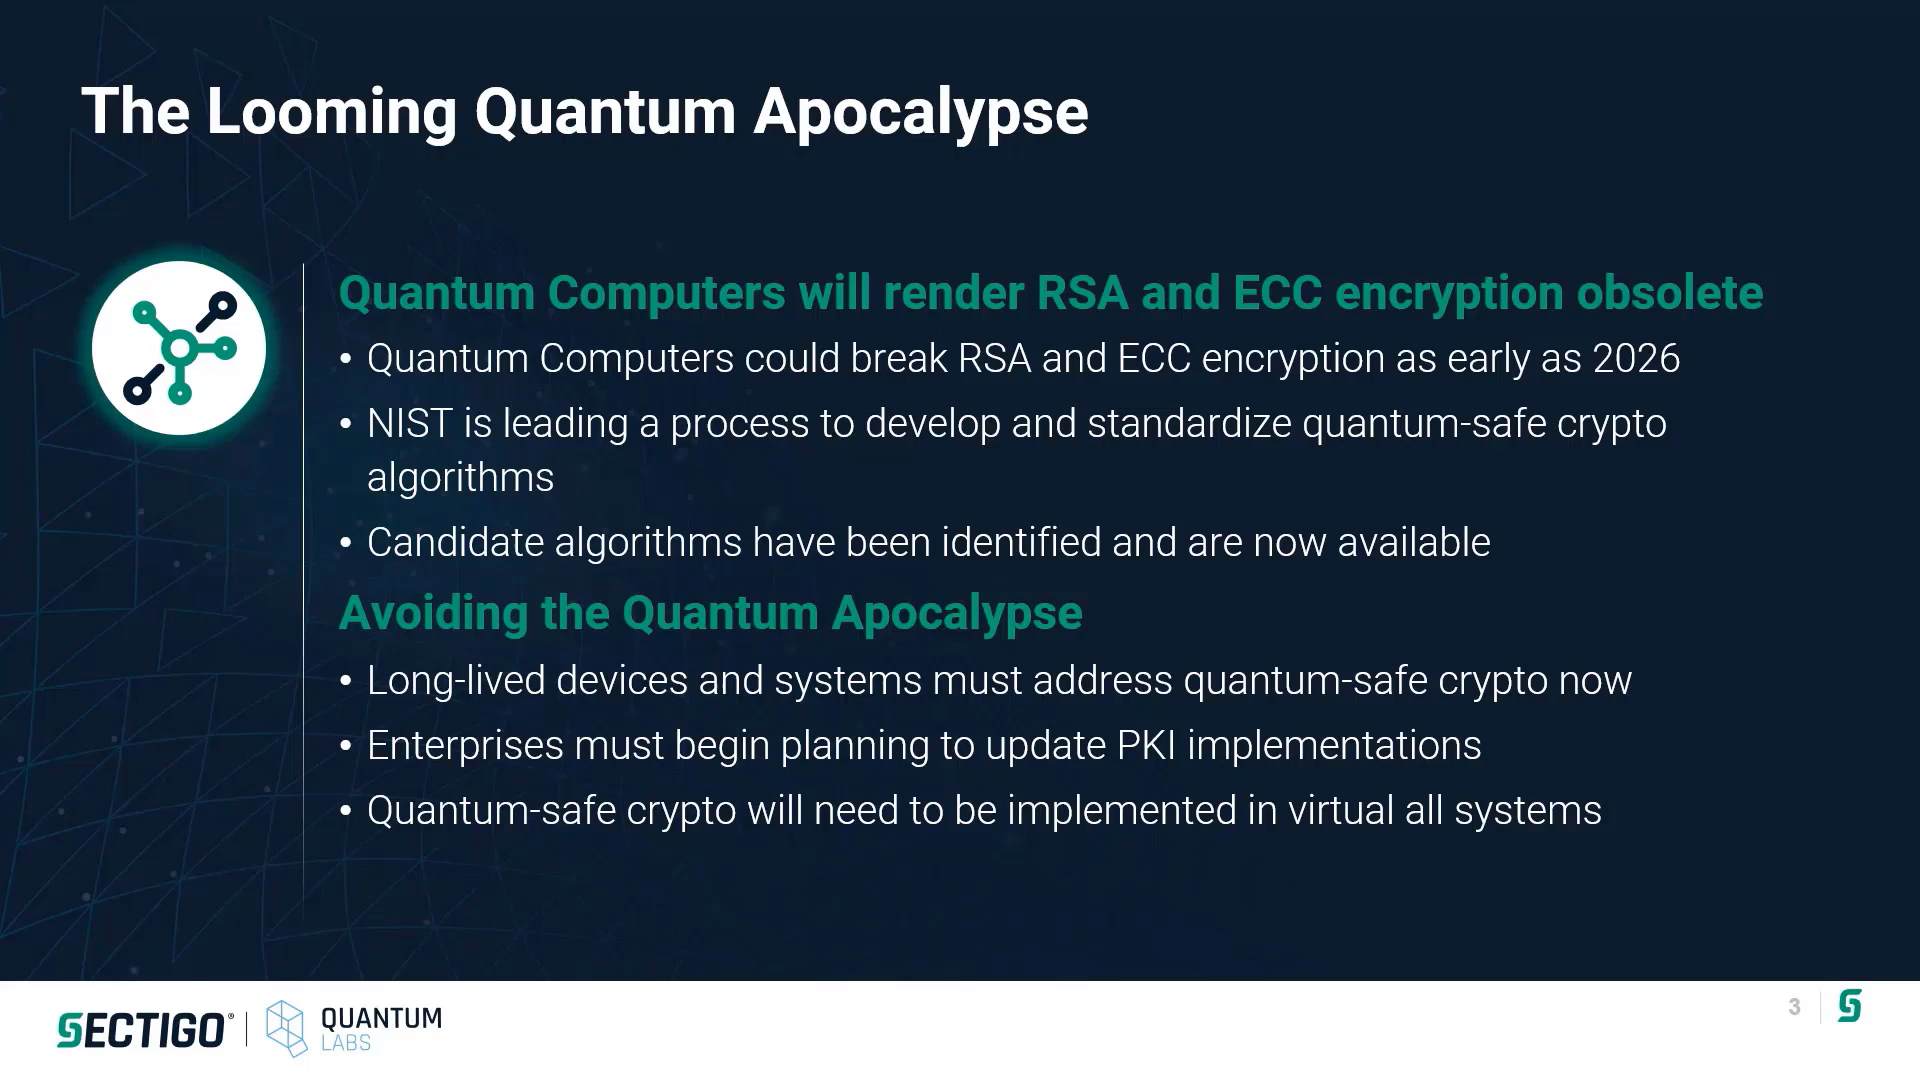 The Looming Quantum Apocalypse
Quantum Computers will render RSA and ECC encryption obsolete
• Quantum Computers could break RSA and ECC encryption as early as 2026
• NIST is leading a process to develop and standardize quantum-safe crypto
algorithms
• Candidate algorithms have been identified and are now available
Avoiding the Quantum Apocalypse
• Long-lived devices and systems must address quantum-safe crypto now
• Enterprises must begin planning to update PKI implementations
• Quantum-safe crypto will need to be implemented in virtual all systems
SECTIGO®
QUANTUM
LABS
3
S